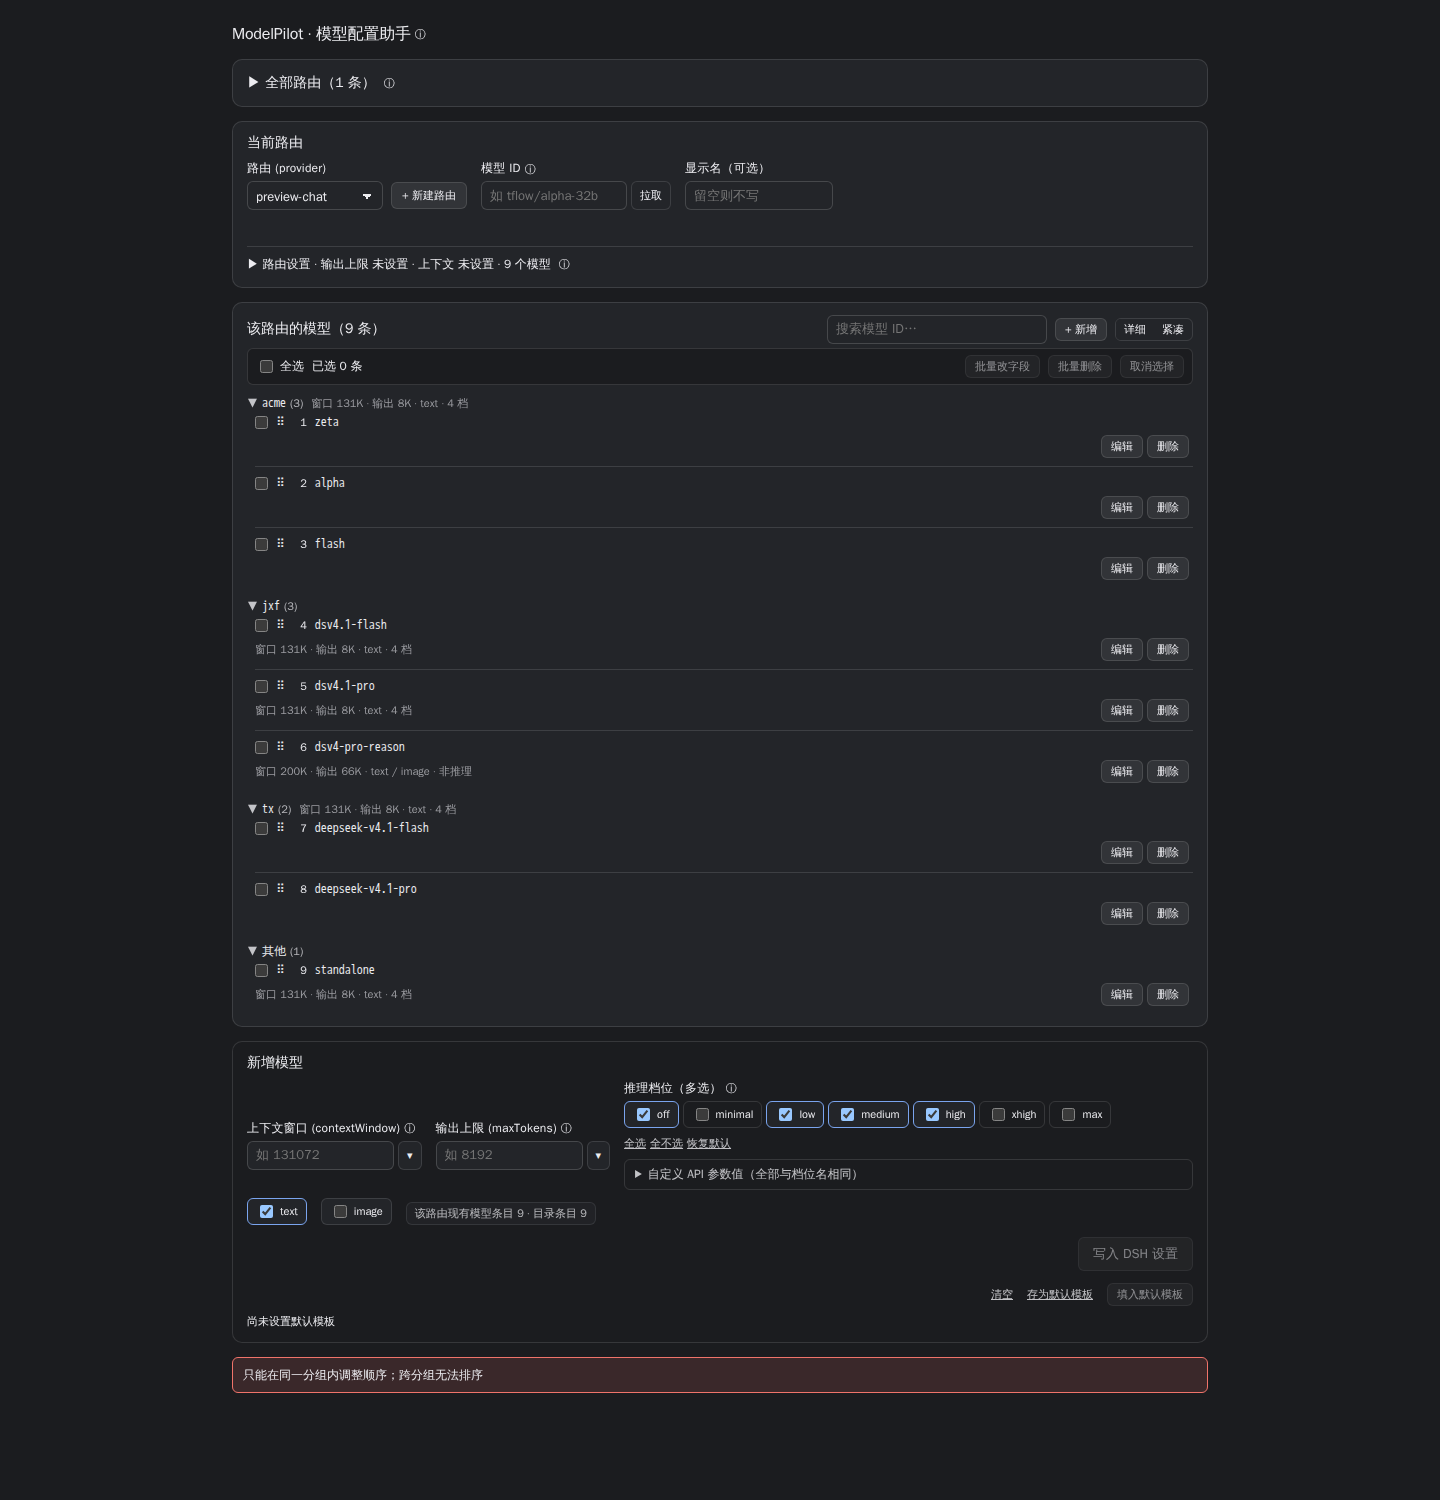 ModelPilot · 模型配置助手 ⓘ
▶ 全部路由（1 条） ⓘ
当前路由
路由 (provider)
模型 ID ⓘ
显示名（可选）
preview-chat
+ 新建路由
如 tflow/alpha-32b
拉取
留空则不写
▶ 路由设置 · 输出上限 未设置 · 上下文 未设置 · 9 个模型 ⓘ
该路由的模型（9 条）
搜索模型 ID…
+ 新增
详细 紧凑
全选 已选 0 条
批量改字段
批量删除
取消选择
▼ acme (3) 窗口 131K · 输出 8K · text · 4 档
⠿ 1 zeta
编辑 删除
⠿ 2 alpha
编辑 删除
⠿ 3 flash
编辑 删除
▼ jxf (3)
⠿ 4 dsv4.1-flash
窗口 131K · 输出 8K · text · 4 档
编辑 删除
⠿ 5 dsv4.1-pro
窗口 131K · 输出 8K · text · 4 档
编辑 删除
⠿ 6 dsv4-pro-reason
窗口 200K · 输出 66K · text / image · 非推理
编辑 删除
▼ tx (2) 窗口 131K · 输出 8K · text · 4 档
⠿ 7 deepseek-v4.1-flash
编辑 删除
⠿ 8 deepseek-v4.1-pro
编辑 删除
▼ 其他 (1)
⠿ 9 standalone
窗口 131K · 输出 8K · text · 4 档
编辑 删除
新增模型
上下文窗口 (contextWindow) ⓘ
如 131072 ▾
输出上限 (maxTokens) ⓘ
如 8192 ▾
推理档位（多选） ⓘ
off minimal low medium high xhigh max
全选 全不选 恢复默认
▶ 自定义 API 参数值（全部与档位名相同）
text image 该路由现有模型条目 9 · 目录条目 9
写入 DSH 设置
清空 存为默认模板 填入默认模板
尚未设置默认模板
只能在同一分组内调整顺序；跨分组无法排序